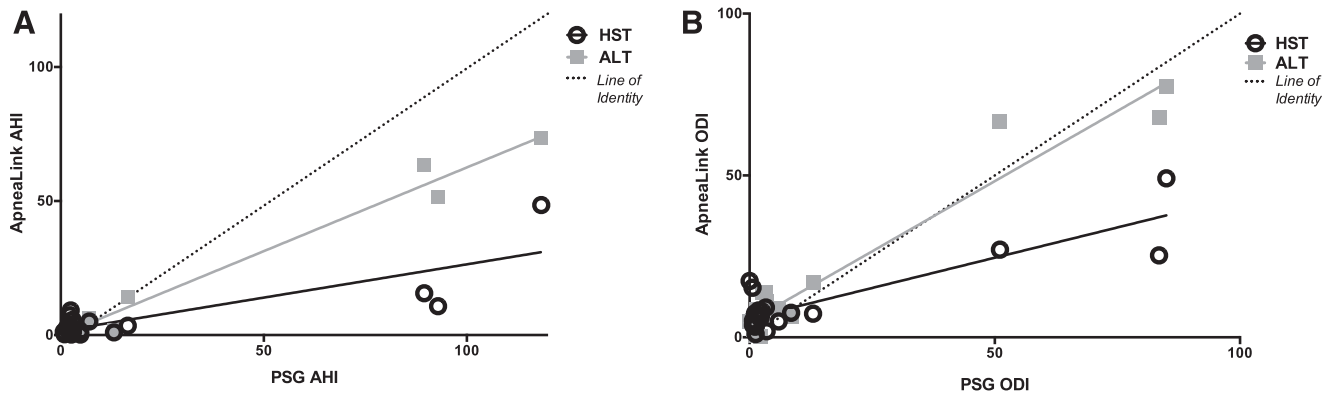 A
HST
ALT
Line of
Identity
100
50
0
0
50
100
ApneaLink AHI
PSG AHI
B
HST
ALT
Line of
Identity
100
50
0
0
50
100
ApneaLink ODI
PSG ODI